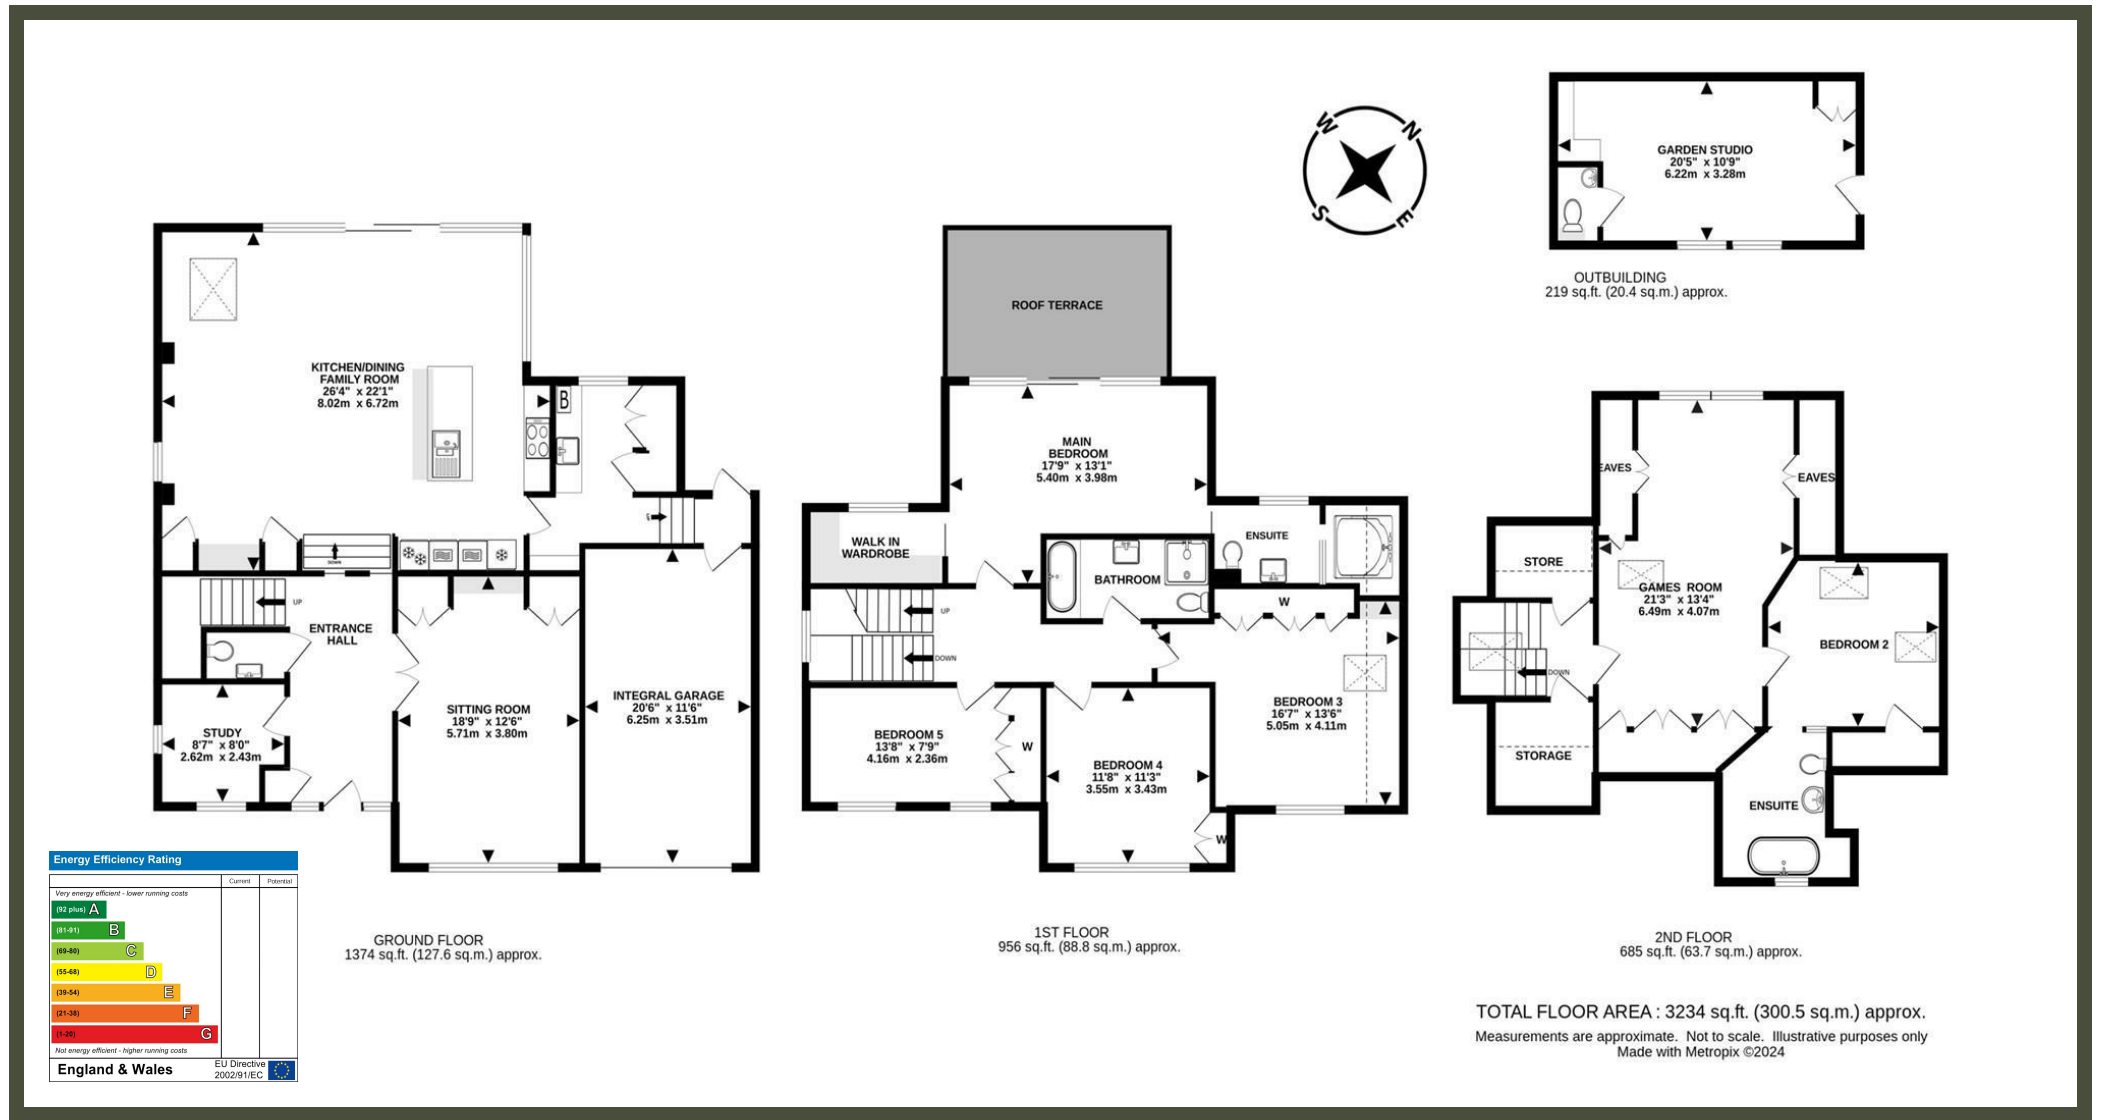 W
N
S
E
GARDEN STUDIO
20'5" x 10'9"
6.22m x 3.28m
OUTBUILDING
219 sq.ft. (20.4 sq.m.) approx.
KITCHEN/DINING
FAMILY ROOM
26'4" x 22'1"
8.02m x 6.72m
B
DOWN
UP
ENTRANCE
HALL
STUDY
8'7" x 8'0"
2.62m x 2.43m
SITTING ROOM
18'9" x 12'6"
5.71m x 3.80m
INTEGRAL GARAGE
20'6" x 11'6"
6.25m x 3.51m
GROUND FLOOR
1374 sq.ft. (127.6 sq.m.) approx.
ROOF TERRACE
MAIN
BEDROOM
17'9" x 13'1"
5.40m x 3.98m
WALK IN
WARDROBE
ENSUITE
BATHROOM
W
UP
DOWN
BEDROOM 3
16'7" x 13'6"
5.05m x 4.11m
BEDROOM 5
13'8" x 7'9"
4.16m x 2.36m
W
BEDROOM 4
11'8" x 11'3"
3.55m x 3.43m
W
1ST FLOOR
956 sq.ft. (88.8 sq.m.) approx.
EAVES
EAVES
STORE
GAMES ROOM
21'3" x 13'4"
6.49m x 4.07m
BEDROOM 2
DOWN
STORAGE
ENSUITE
2ND FLOOR
685 sq.ft. (63.7 sq.m.) approx.
TOTAL FLOOR AREA : 3234 sq.ft. (300.5 sq.m.) approx.
Measurements are approximate. Not to scale. Illustrative purposes only
Made with Metropix ©2024
Energy Efficiency Rating
Current Potential
Very energy efficient - lower running costs
(92 plus) A
(81-91) B
(69-80) C
(55-68) D
(39-54) E
(21-38) F
(1-20) G
Not energy efficient - higher running costs
England & Wales
EU Directive
2002/91/EC